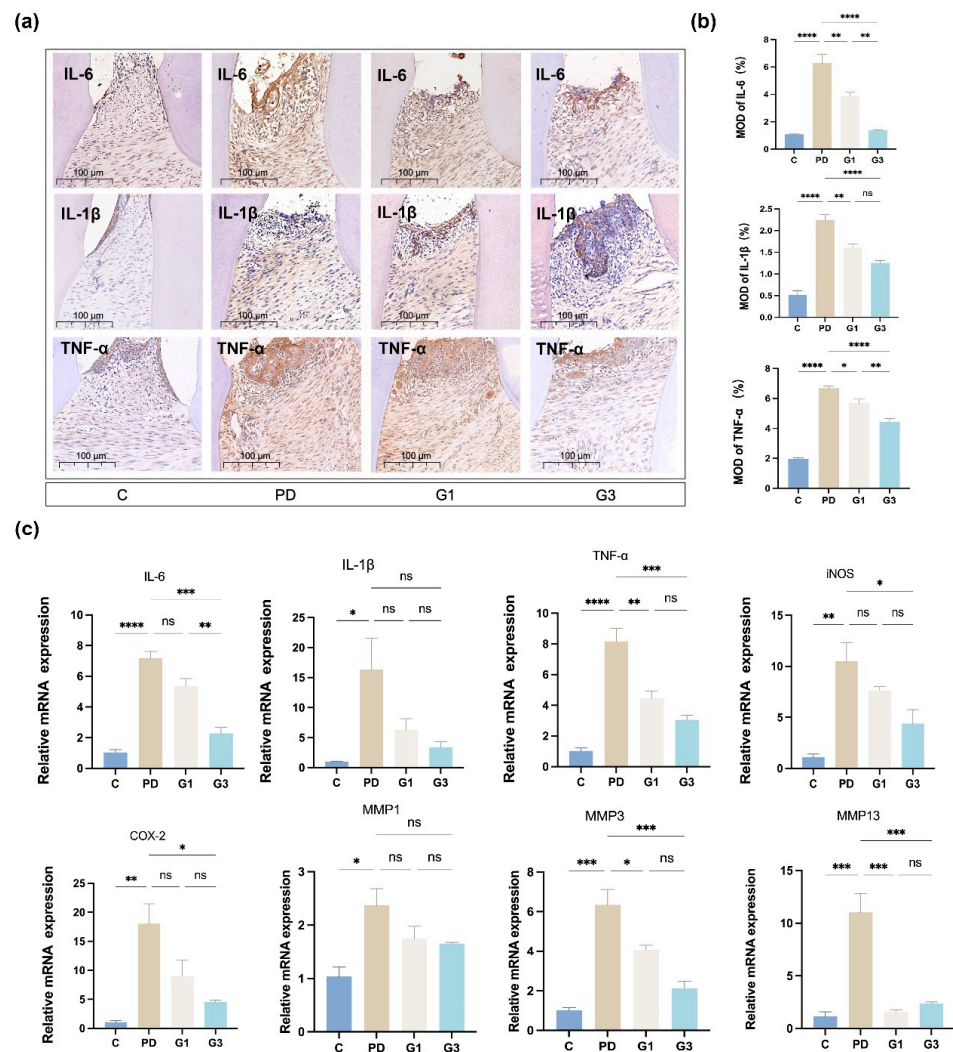 (a)
IL-6 IL-6 IL-6 IL-6
100 μm 100 μm 100 μm 100 μm
IL-1β IL-1β IL-1β IL-1β
100 μm 100 μm 100 μm 100 μm
TNF-α TNF-α TNF-α TNF-α
100 μm 100 μm 100 μm 100 μm
C PD G1 G3
(b)
****
**** ** **
MOD of IL-6 (%)
8
6
4
2
0
C PD G1 G3
****
**** ** ns
MOD of IL-1β (%)
2.5
2.0
1.5
1.0
0.5
0.0
C PD G1 G3
****
**** * **
MOD of TNF-α (%)
8
6
4
2
0
C PD G1 G3
(c)
IL-6
***
**** ns **
Relative mRNA expression
8
6
4
2
0
C PD G1 G3
IL-1β
ns
* ns ns
Relative mRNA expression
25
20
15
10
5
0
C PD G1 G3
TNF-α
***
**** ** ns
Relative mRNA expression
10
8
6
4
2
0
C PD G1 G3
iNOS
*
** ns ns
Relative mRNA expression
15
10
5
0
C PD G1 G3
COX-2
*
** ns ns
Relative mRNA expression
25
20
15
10
5
0
C PD G1 G3
MMP1
ns
* ns ns
Relative mRNA expression
3
2
1
0
C PD G1 G3
MMP3
***
*** * ns
Relative mRNA expression
8
6
4
2
0
C PD G1 G3
MMP13
***
*** *** ns
Relative mRNA expression
15
10
5
0
C PD G1 G3